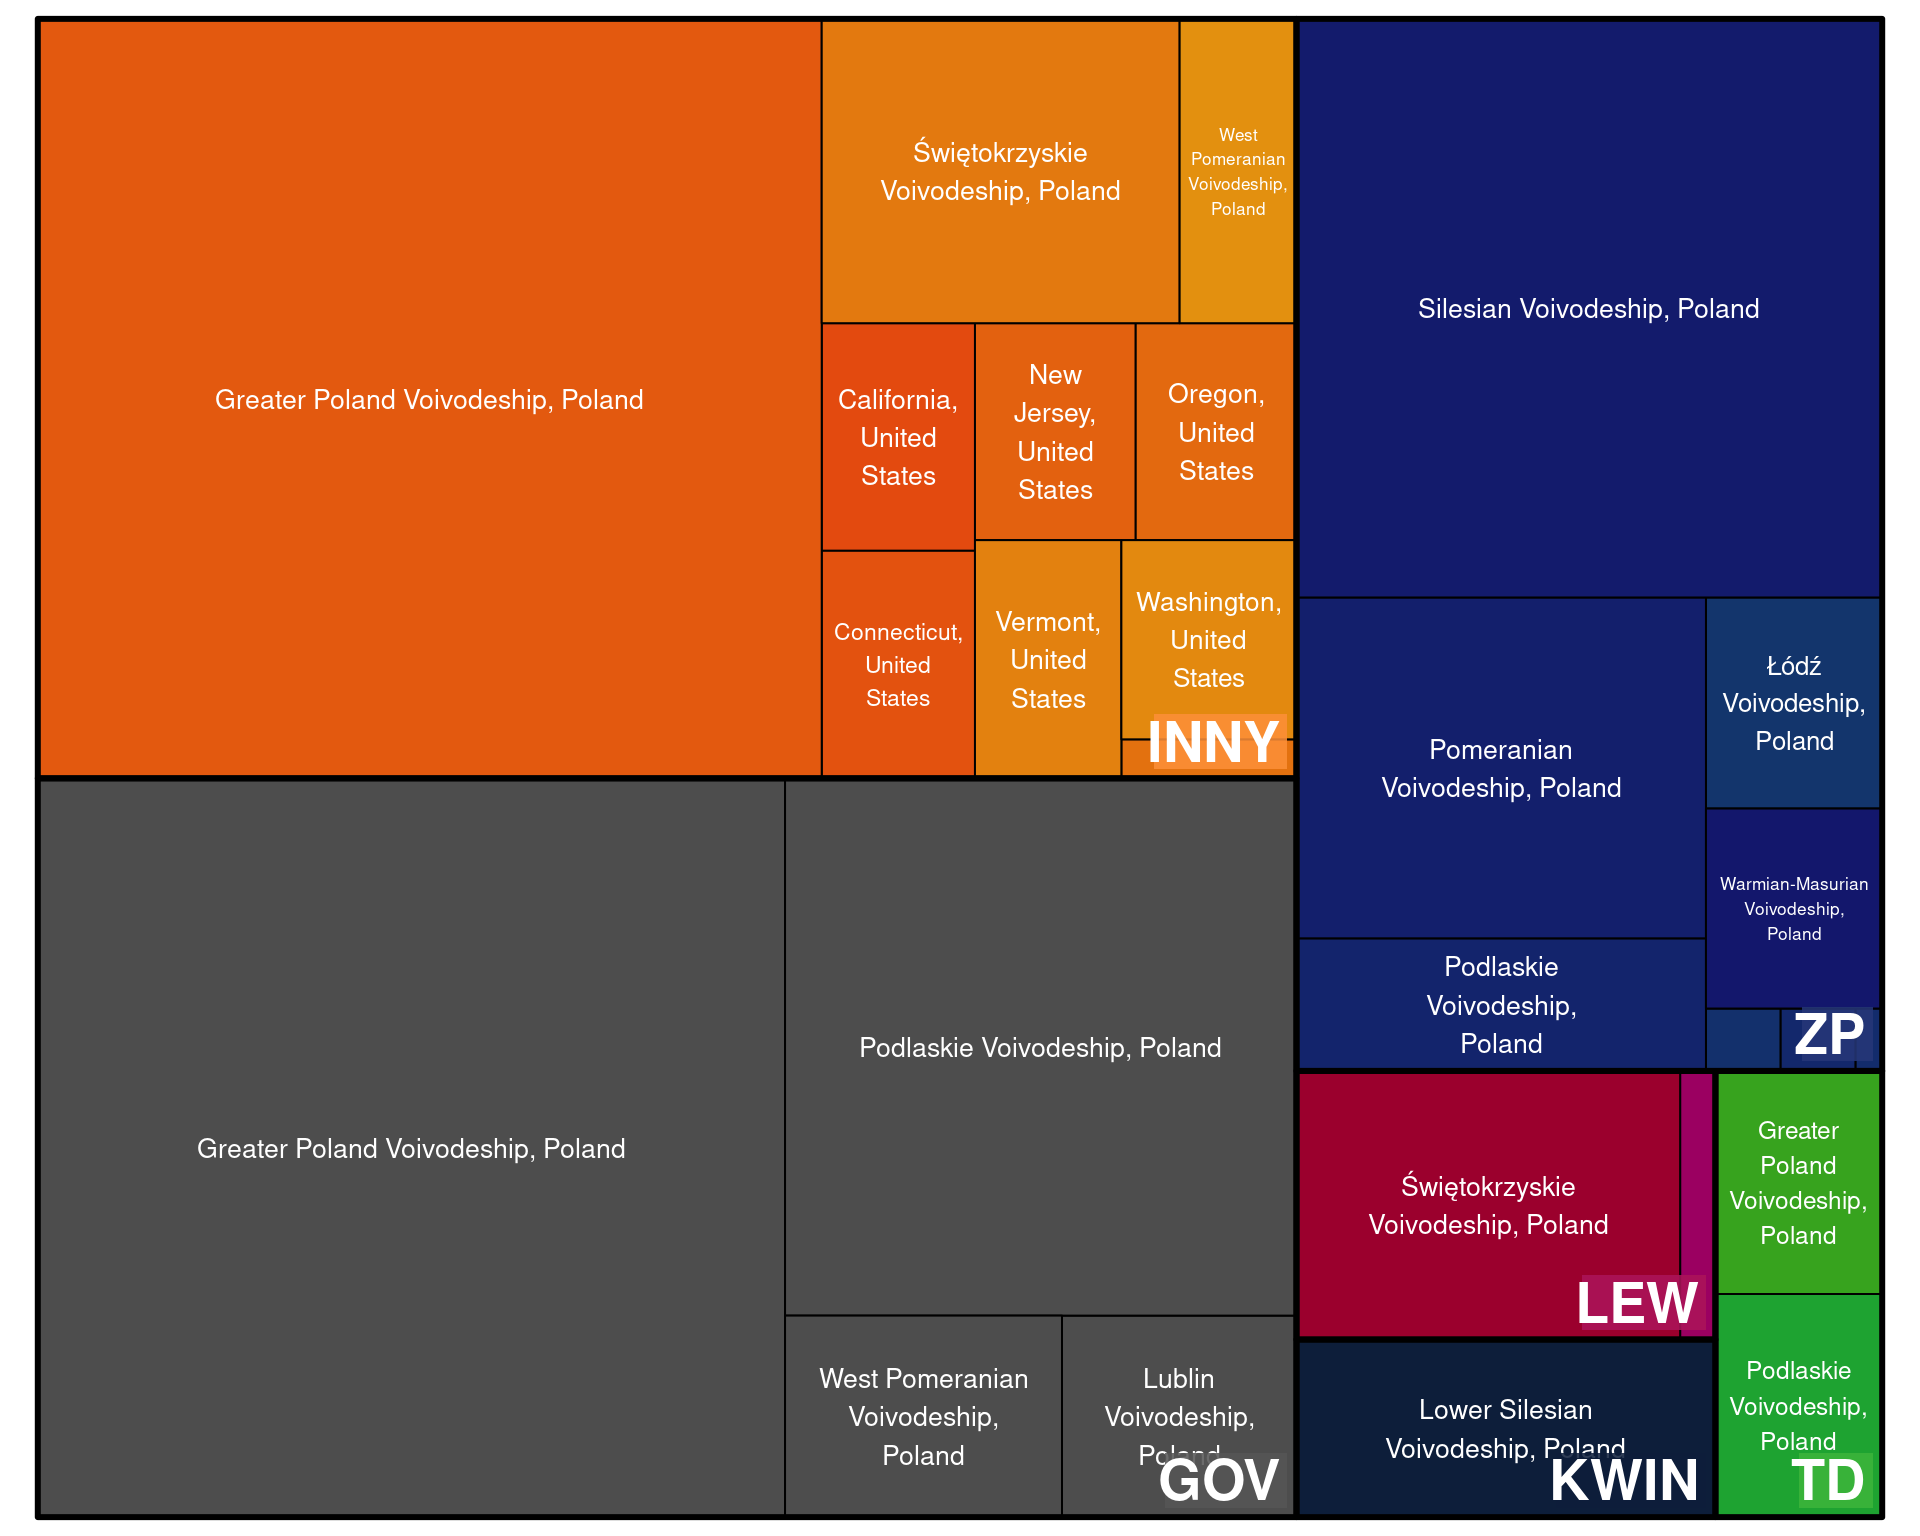 Greater Poland Voivodeship, Poland
Świętokrzyskie
Voivodeship, Poland
West
Pomeranian
Voivodeship,
Poland
California,
United
States
New
Jersey,
United
States
Oregon,
United
States
Connecticut,
United
States
Vermont,
United
States
Washington,
United
States
INNY
Greater Poland Voivodeship, Poland
Podlaskie Voivodeship, Poland
West Pomeranian
Voivodeship,
Poland
Lublin
Voivodeship,
Poland
GOV
Silesian Voivodeship, Poland
Pomeranian
Voivodeship, Poland
Łódź
Voivodeship,
Poland
Warmian-Masurian
Voivodeship,
Poland
Podlaskie
Voivodeship,
Poland
ZP
Świętokrzyskie
Voivodeship, Poland
LEW
Lower Silesian
Voivodeship, Poland
KWIN
Greater
Poland
Voivodeship,
Poland
Podlaskie
Voivodeship,
Poland
TD